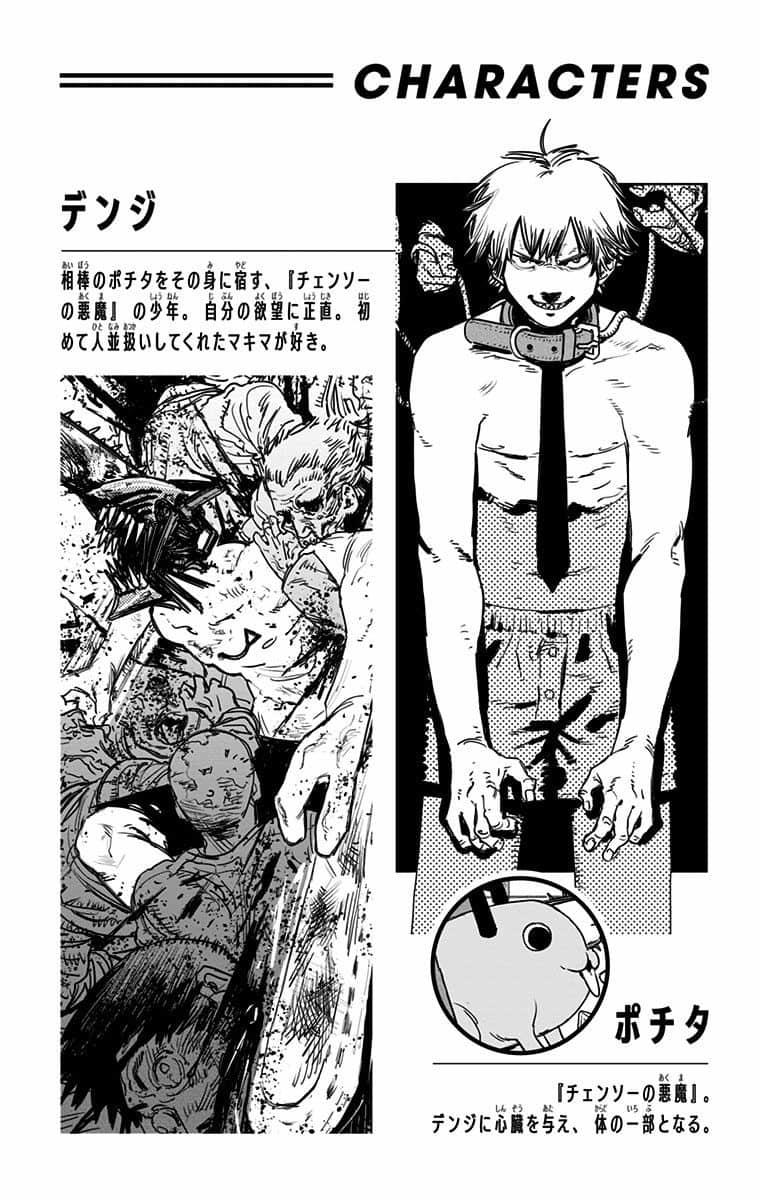 CHARACTERS
デンジ
相棒のポチタをその身に宿す、『チェンソー
の悪魔』の少年。自分の欲望に正直。初
めて人並扱いしてくれたマキマが好き。
ポチタ
『チェンソーの悪魔』。
デンジに心臓を与え、体の一部となる。